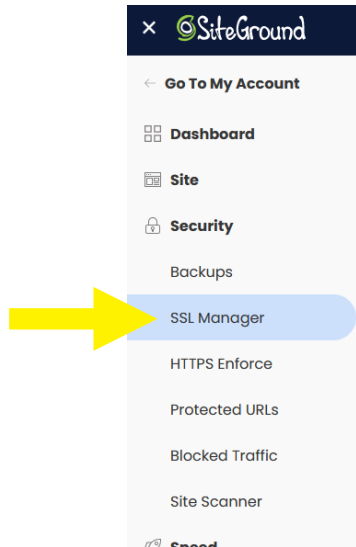 SiteGround
Go To My Account
Dashboard
Site
Security
Backups
SSL Manager
HTTPS Enforce
Protected URLs
Blocked Traffic
Site Scanner
Speed